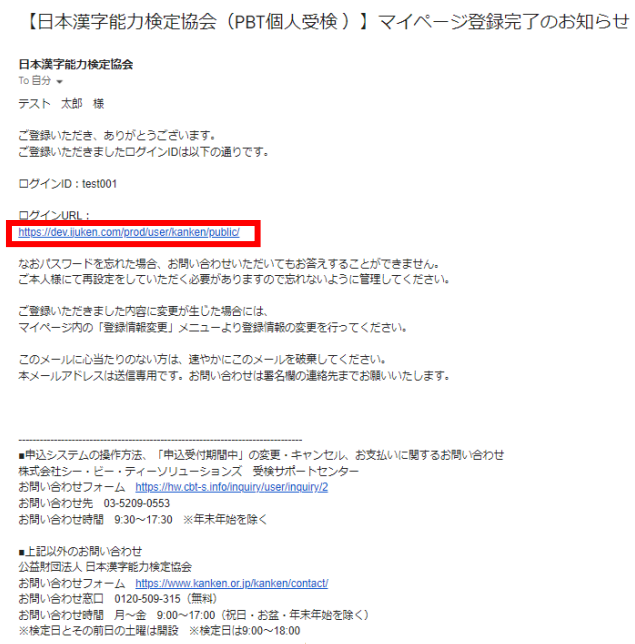 【日本漢字能力検定協会（PBT個人受検 ）】マイページ登録完了のお知らせ
日本漢字能力検定協会
To 自分
テスト　太郎　様
ご登録いただき、ありがとうございます。
ご登録いただきましたログインIDは以下の通りです。
ログインID：test001
ログインURL：
https://dev.ijuken.com/prod/user/kanken/public/
なおパスワードを忘れた場合、お問い合わせいただいてもお答えすることができません。
ご本人様にて再設定をしていただく必要がありますので忘れないように管理してください。
ご登録いただきました内容に変更が生じた場合には、
マイページ内の「登録情報変更」メニューより登録情報の変更を行ってください。
このメールに心当たりのない方は、速やかにこのメールを破棄してください。
本メールアドレスは送信専用です。お問い合わせは署名欄の連絡先までお願いいたします。
--------------------------------------------------------------------------------
■申込システムの操作方法、「申込受付期間中」の変更・キャンセル、お支払いに関するお問い合わせ
株式会社シー・ビー・ティーソリューションズ　受検サポートセンター
お問い合わせフォーム　https://hw.cbt-s.info/inquiry/user/inquiry/2
お問い合わせ先　03-5209-0553
お問い合わせ時間　9:30～17:30　※年末年始を除く
■上記以外のお問い合わせ
公益財団法人 日本漢字能力検定協会
お問い合わせフォーム　https://www.kanken.or.jp/kanken/contact/
お問い合わせ窓口　0120-509-315（無料）
お問い合わせ時間　月～金　9:00～17:00（祝日・お盆・年末年始を除く）
※検定日とその前日の土曜は開設　※検定日は9:00～18:00